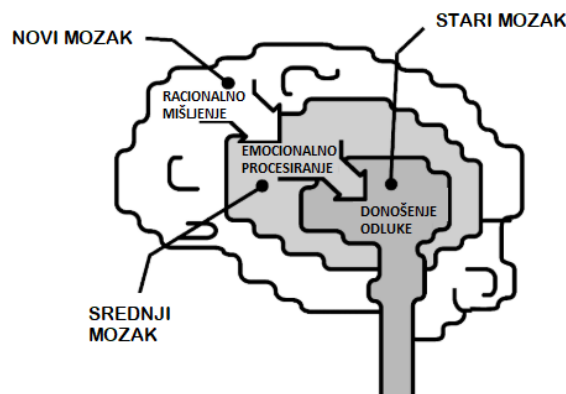 NOVI MOZAK
STARI MOZAK
RACIONALNO
MIŠLJENJE
EMOCIONALNO
PROCESIRANJE
DONOŠENJE
ODLUKE
SREDNJI
MOZAK